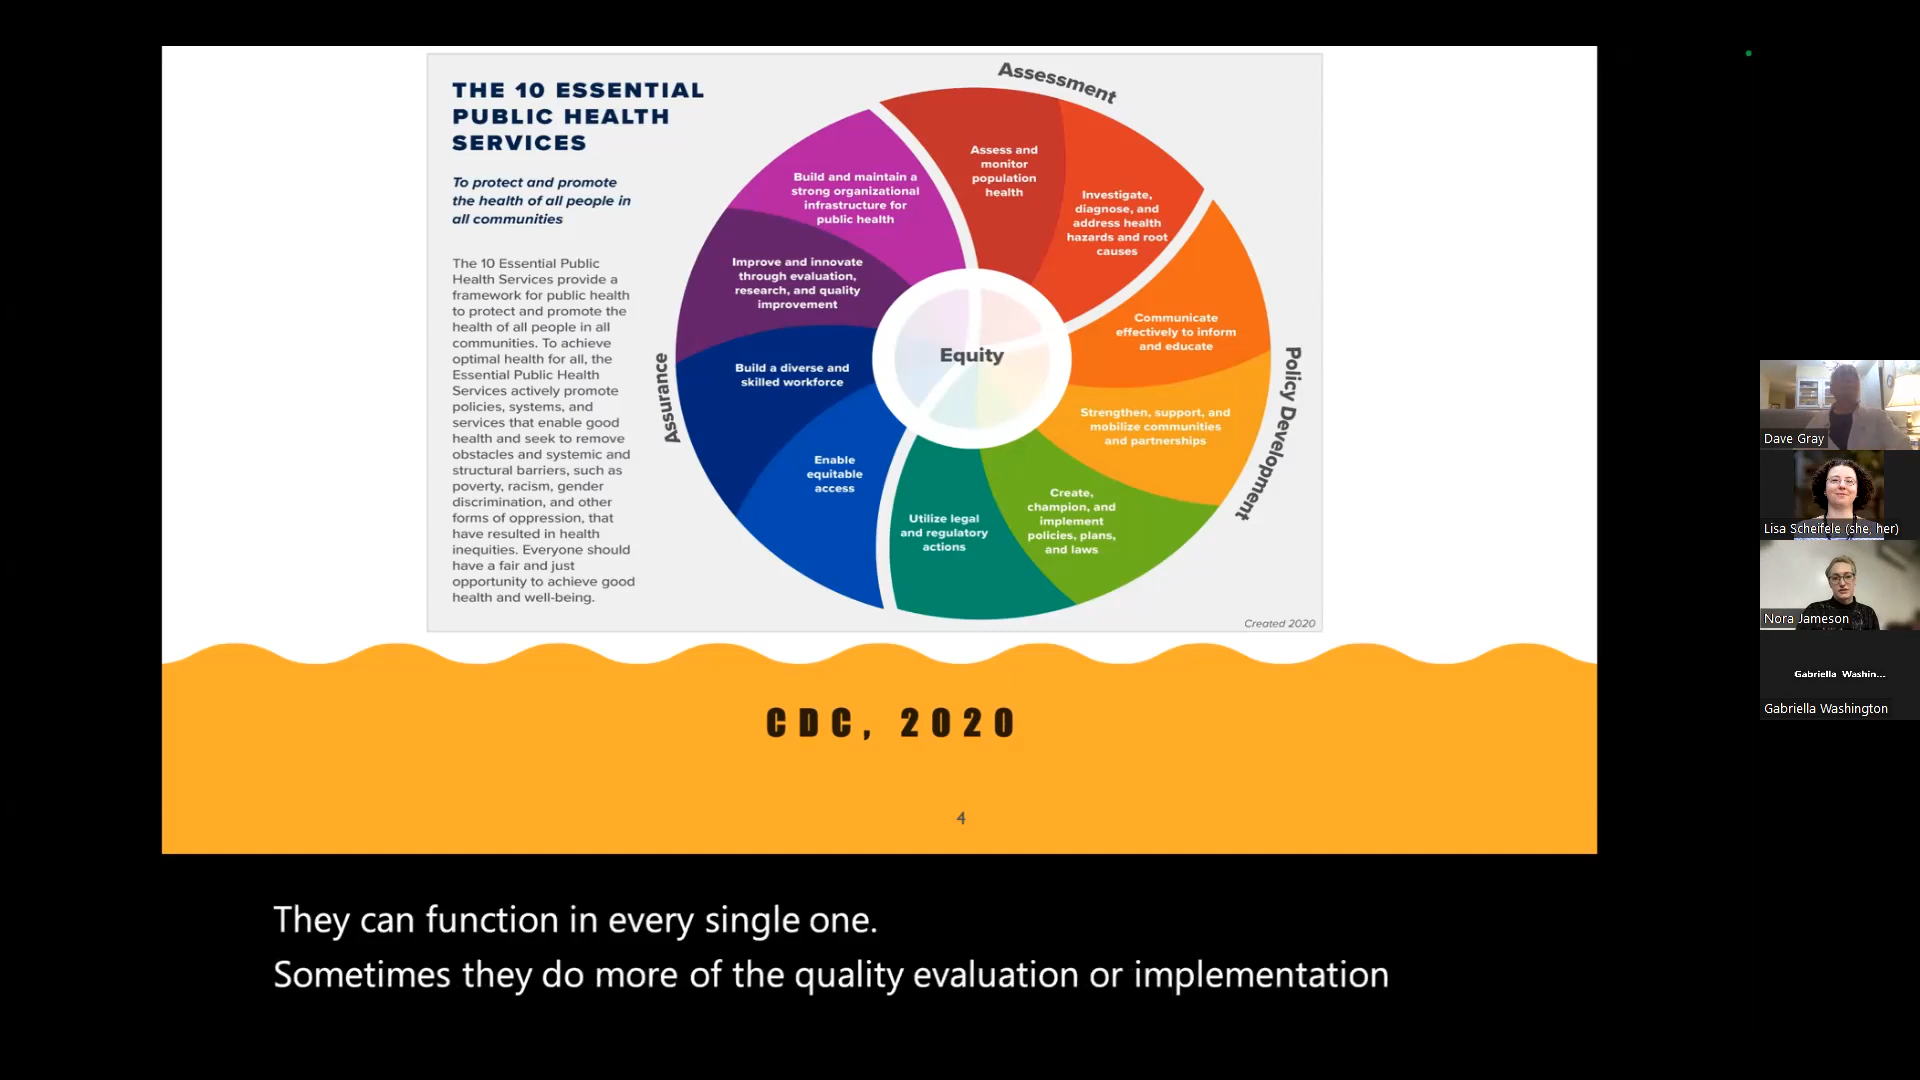 THE 10 ESSENTIAL
PUBLIC HEALTH
SERVICES
To protect and promote
the health of all people in
all communities
The 10 Essential Public
Health Services provide a
framework for public health
to protect and promote the
health of all people in all
communities. To achieve
optimal health for all, the
Essential Public Health
Services actively promote
policies, systems, and
services that enable good
health and seek to remove
obstacles and systemic and
structural barriers, such as
poverty, racism, gender
discrimination, and other
forms of oppression, that
have resulted in health
inequities. Everyone should
have a fair and just
opportunity to achieve good
health and well-being.
Assessment
Assess and
monitor
population
health
Investigate,
diagnose, and
address health
hazards and root
causes
Policy Development
Communicate
effectively to inform
and educate
Strengthen, support, and
mobilize communities
and partnerships
Create,
champion, and
implement
policies, plans,
and laws
Utilize legal
and regulatory
actions
Assurance
Enable
equitable
access
Build a diverse and
skilled workforce
Improve and innovate
through evaluation,
research, and quality
improvement
Build and maintain a
strong organizational
infrastructure for
public health
Equity
Created 2020
CDC, 2020
4
Dave Gray
Lisa Scheifele (she, her)
Nora Jameson
Gabriella Washin...
Gabriella Washington
They can function in every single one.
Sometimes they do more of the quality evaluation or implementation